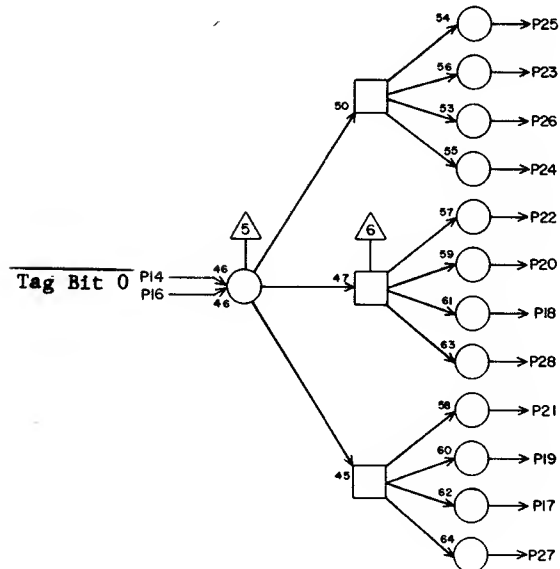 54 P25
56 P23
50 53 P26
55 P24
5 6 57 P22
Tag Bit 0 P14 46 47 59 P20
P16 46 61 P18
63 P28
58 P21
45 60 P19
62 P17
64 P27